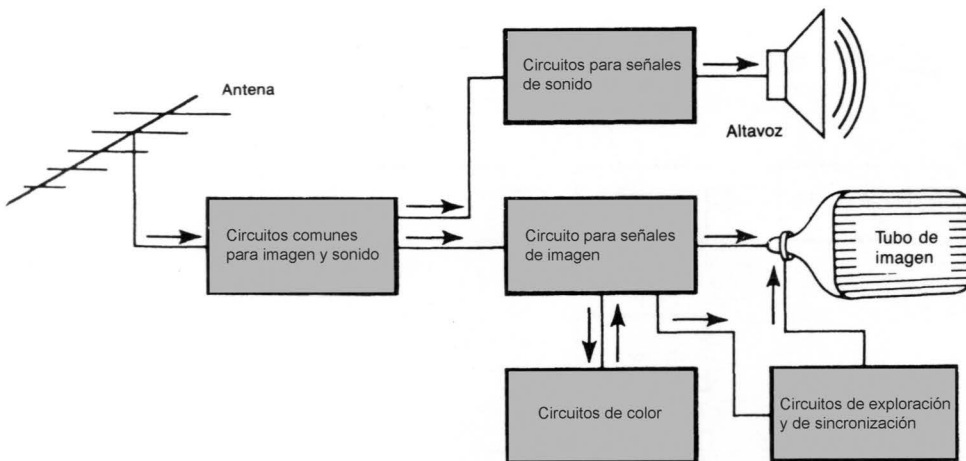 Antena
Circuitos para señales
de sonido
Altavoz
Circuitos comunes
para imagen y sonido
Circuito para señales
de imagen
Tubo de
imagen
Circuitos de color
Circuitos de exploración
y de sincronización